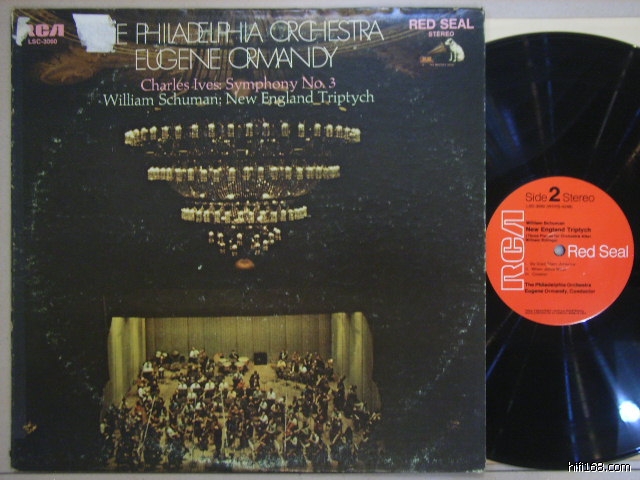 RCA
LSC-3060
E PHILADELPHIA ORCHESTRA
EUGENE ORMANDY
RED SEAL
STEREO
Charles Ives: Symphony No. 3
William Schuman: New England Triptych
Side 2 Stereo
William Schuman
New England Triptych
RCA
Red Seal
The Philadelphia Orchestra
Eugene Ormandy, Conductor
hifi168.com